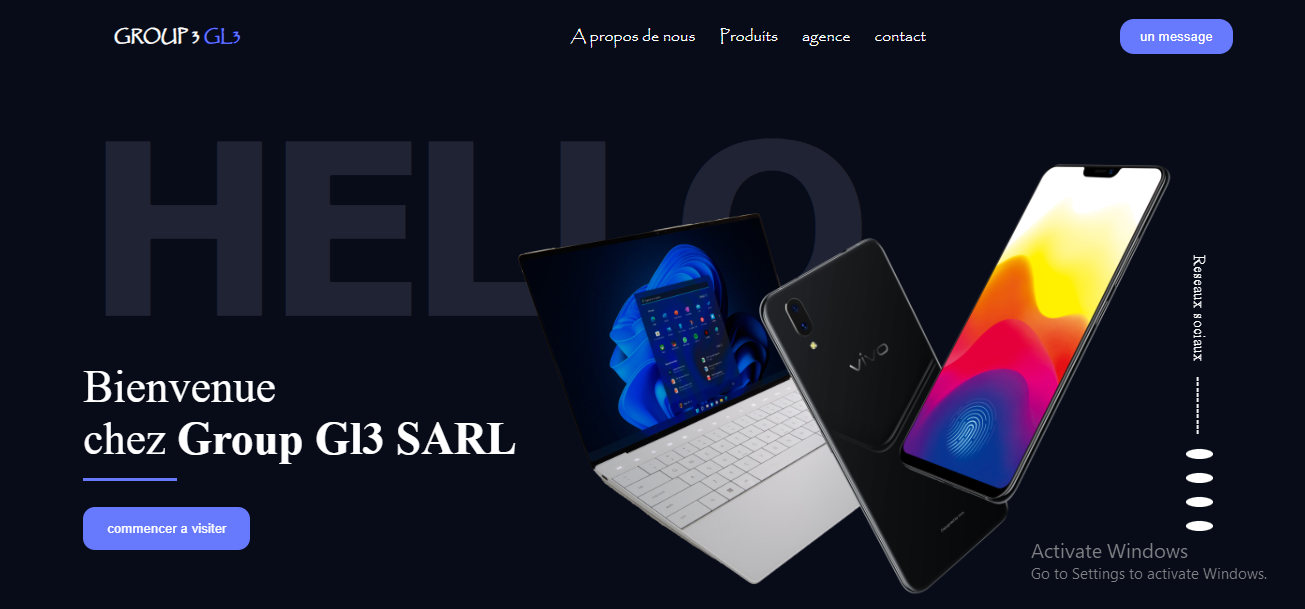 GROUP 3 GL3
A propos de nous
Produits
agence
contact
un message
HELLO
vivo
Reseaux sociaux
Bienvenue
chez Group Gl3 SARL
commencer a visiter
Activate Windows
Go to Settings to activate Windows.